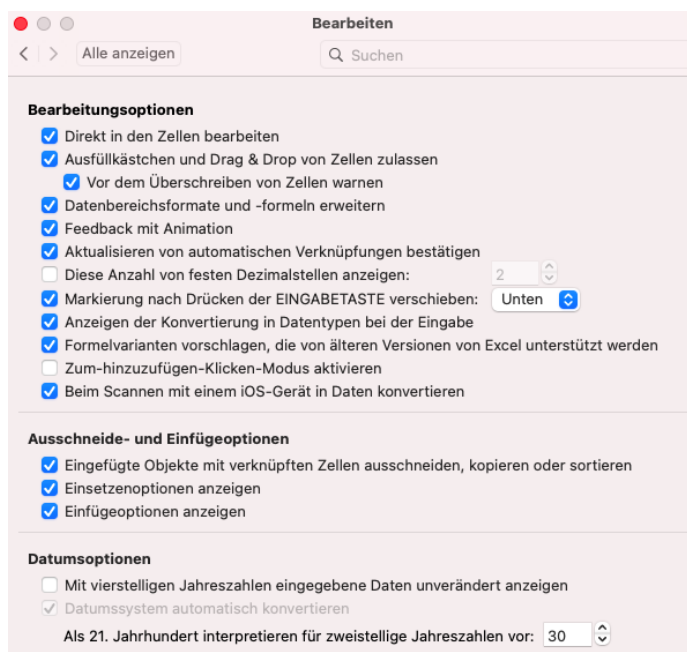 Bearbeiten
Alle anzeigen
Suchen
Bearbeitungsoptionen
Direkt in den Zellen bearbeiten
Ausfüllkästchen und Drag & Drop von Zellen zulassen
Vor dem Überschreiben von Zellen warnen
Datenbereichsformate und -formeln erweitern
Feedback mit Animation
Aktualisieren von automatischen Verknüpfungen bestätigen
Diese Anzahl von festen Dezimalstellen anzeigen: 2
Markierung nach Drücken der EINGABETASTE verschieben: Unten
Anzeigen der Konvertierung in Datentypen bei der Eingabe
Formelvarianten vorschlagen, die von älteren Versionen von Excel unterstützt werden
Zum-hinzuzufügen-Klicken-Modus aktivieren
Beim Scannen mit einem iOS-Gerät in Daten konvertieren
Ausschneide- und Einfügeoptionen
Eingefügte Objekte mit verknüpften Zellen ausschneiden, kopieren oder sortieren
Einsetzenoptionen anzeigen
Einfügeoptionen anzeigen
Datumsoptionen
Mit vierstelligen Jahreszahlen eingegebene Daten unverändert anzeigen
Datumssystem automatisch konvertieren
Als 21. Jahrhundert interpretieren für zweistellige Jahreszahlen vor: 30